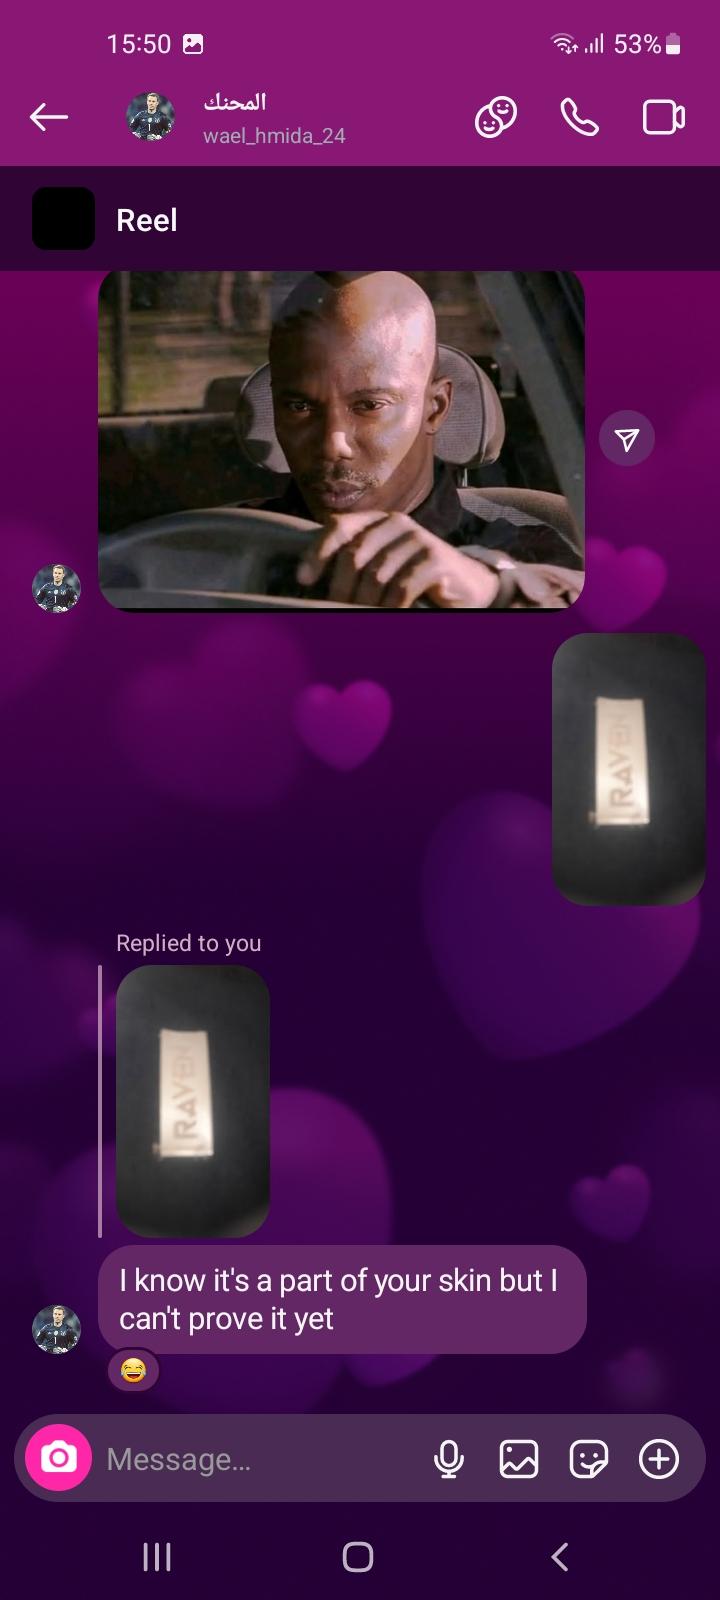 15:50
53%
المحنك
wael_hmida_24
Reel
RAVEN
Replied to you
RAVEN
I know it's a part of your skin but I
can't prove it yet
Message...